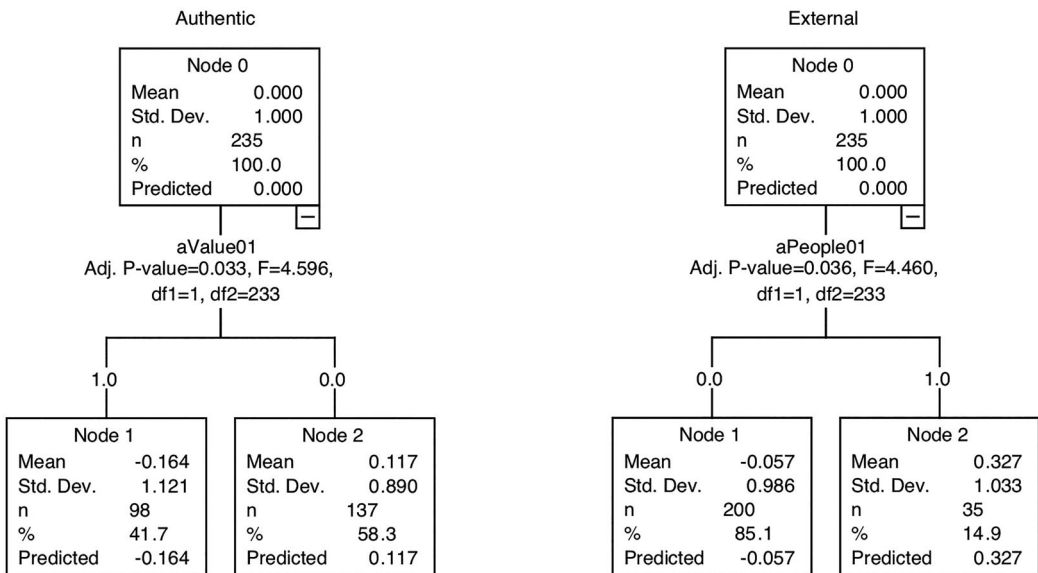 Authentic
Node 0
Mean 0.000
Std. Dev. 1.000
n 235
% 100.0
Predicted 0.000
aValue01
Adj. P-value=0.033, F=4.596,
df1=1, df2=233
1.0
0.0
Node 1
Mean -0.164
Std. Dev. 1.121
n 98
% 41.7
Predicted -0.164
Node 2
Mean 0.117
Std. Dev. 0.890
n 137
% 58.3
Predicted 0.117
External
Node 0
Mean 0.000
Std. Dev. 1.000
n 235
% 100.0
Predicted 0.000
aPeople01
Adj. P-value=0.036, F=4.460,
df1=1, df2=233
0.0
1.0
Node 1
Mean -0.057
Std. Dev. 0.986
n 200
% 85.1
Predicted -0.057
Node 2
Mean 0.327
Std. Dev. 1.033
n 35
% 14.9
Predicted 0.327